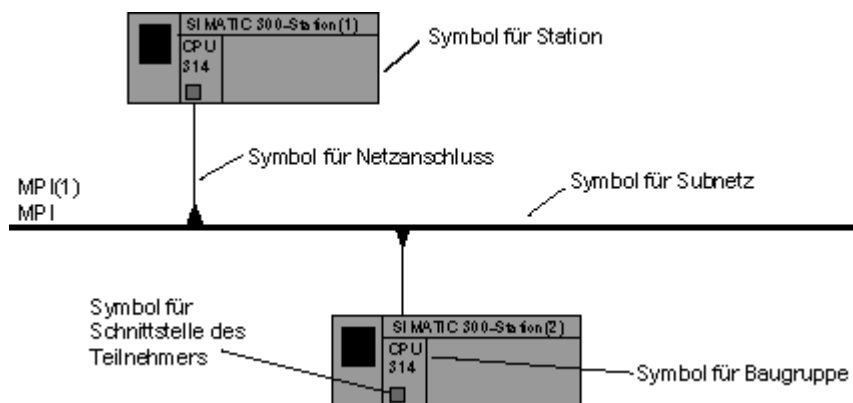 SIMATIC 300-Station(1)
CPU
314
Symbol für Station
Symbol für Netzanschluss
MPI(1)
MPI
Symbol für Subnetz
Symbol für
Schnittstelle des
Teilnehmers
SIMATIC 300-Station(2)
CPU
314
Symbol für Baugruppe